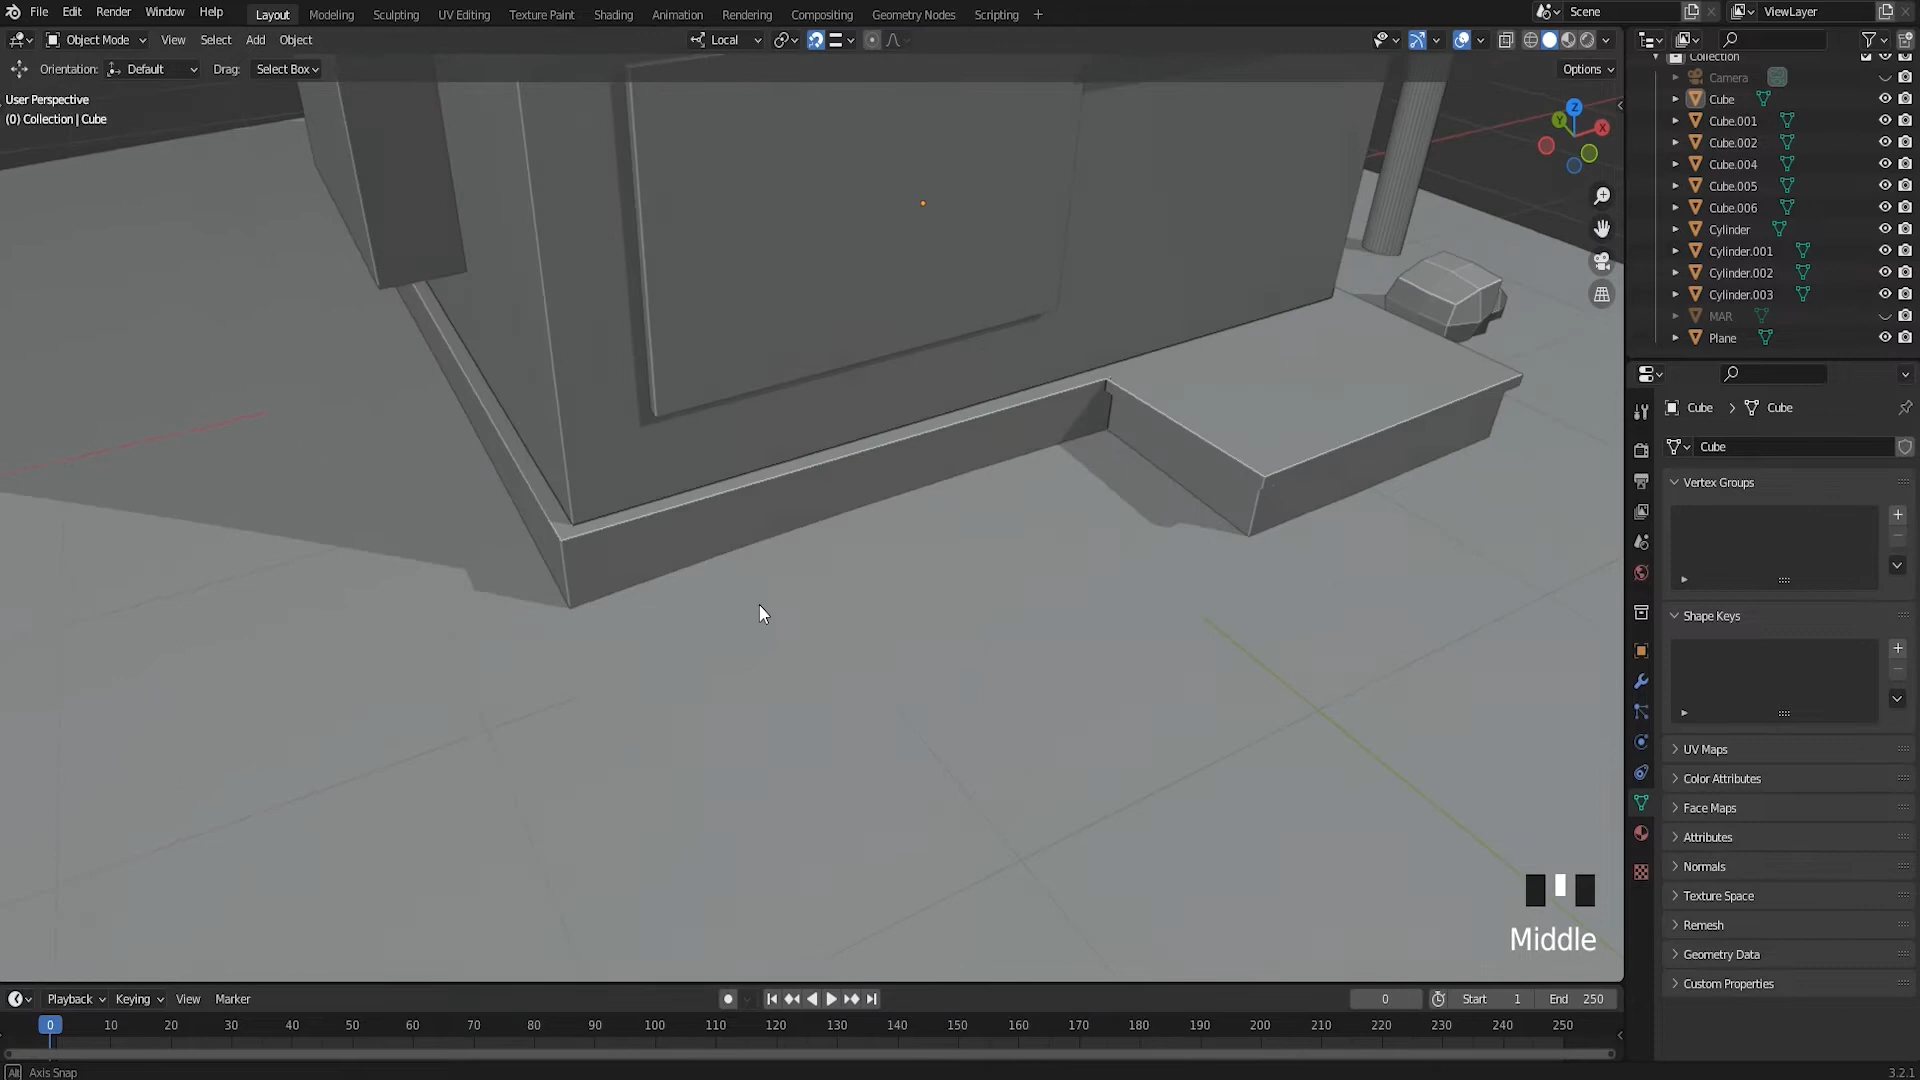 File Edit Render Window Help Layout Modeling Sculpting UV Editing Texture Paint Shading Animation Rendering Compositing Geometry Nodes Scripting + Scene ViewLayer
Object Mode View Select Add Object Local
Orientation: Default Drag: Select Box Options
User Perspective
(0) Collection | Cube
Z
Y
X
Collection
Camera
Cube
Cube.001
Cube.002
Cube.004
Cube.005
Cube.006
Cylinder
Cylinder.001
Cylinder.002
Cylinder.003
MAR
Plane
Cube > Cube
Cube
Vertex Groups
Shape Keys
UV Maps
Color Attributes
Face Maps
Attributes
Normals
Texture Space
Remesh
Geometry Data
Custom Properties
Middle
Playback Keying View Marker 0 Start 1 End 250
0 10 20 30 40 50 60 70 80 90 100 110 120 130 140 150 160 170 180 190 200 210 220 230 240 250
Alt Axis Snap 3.2.1